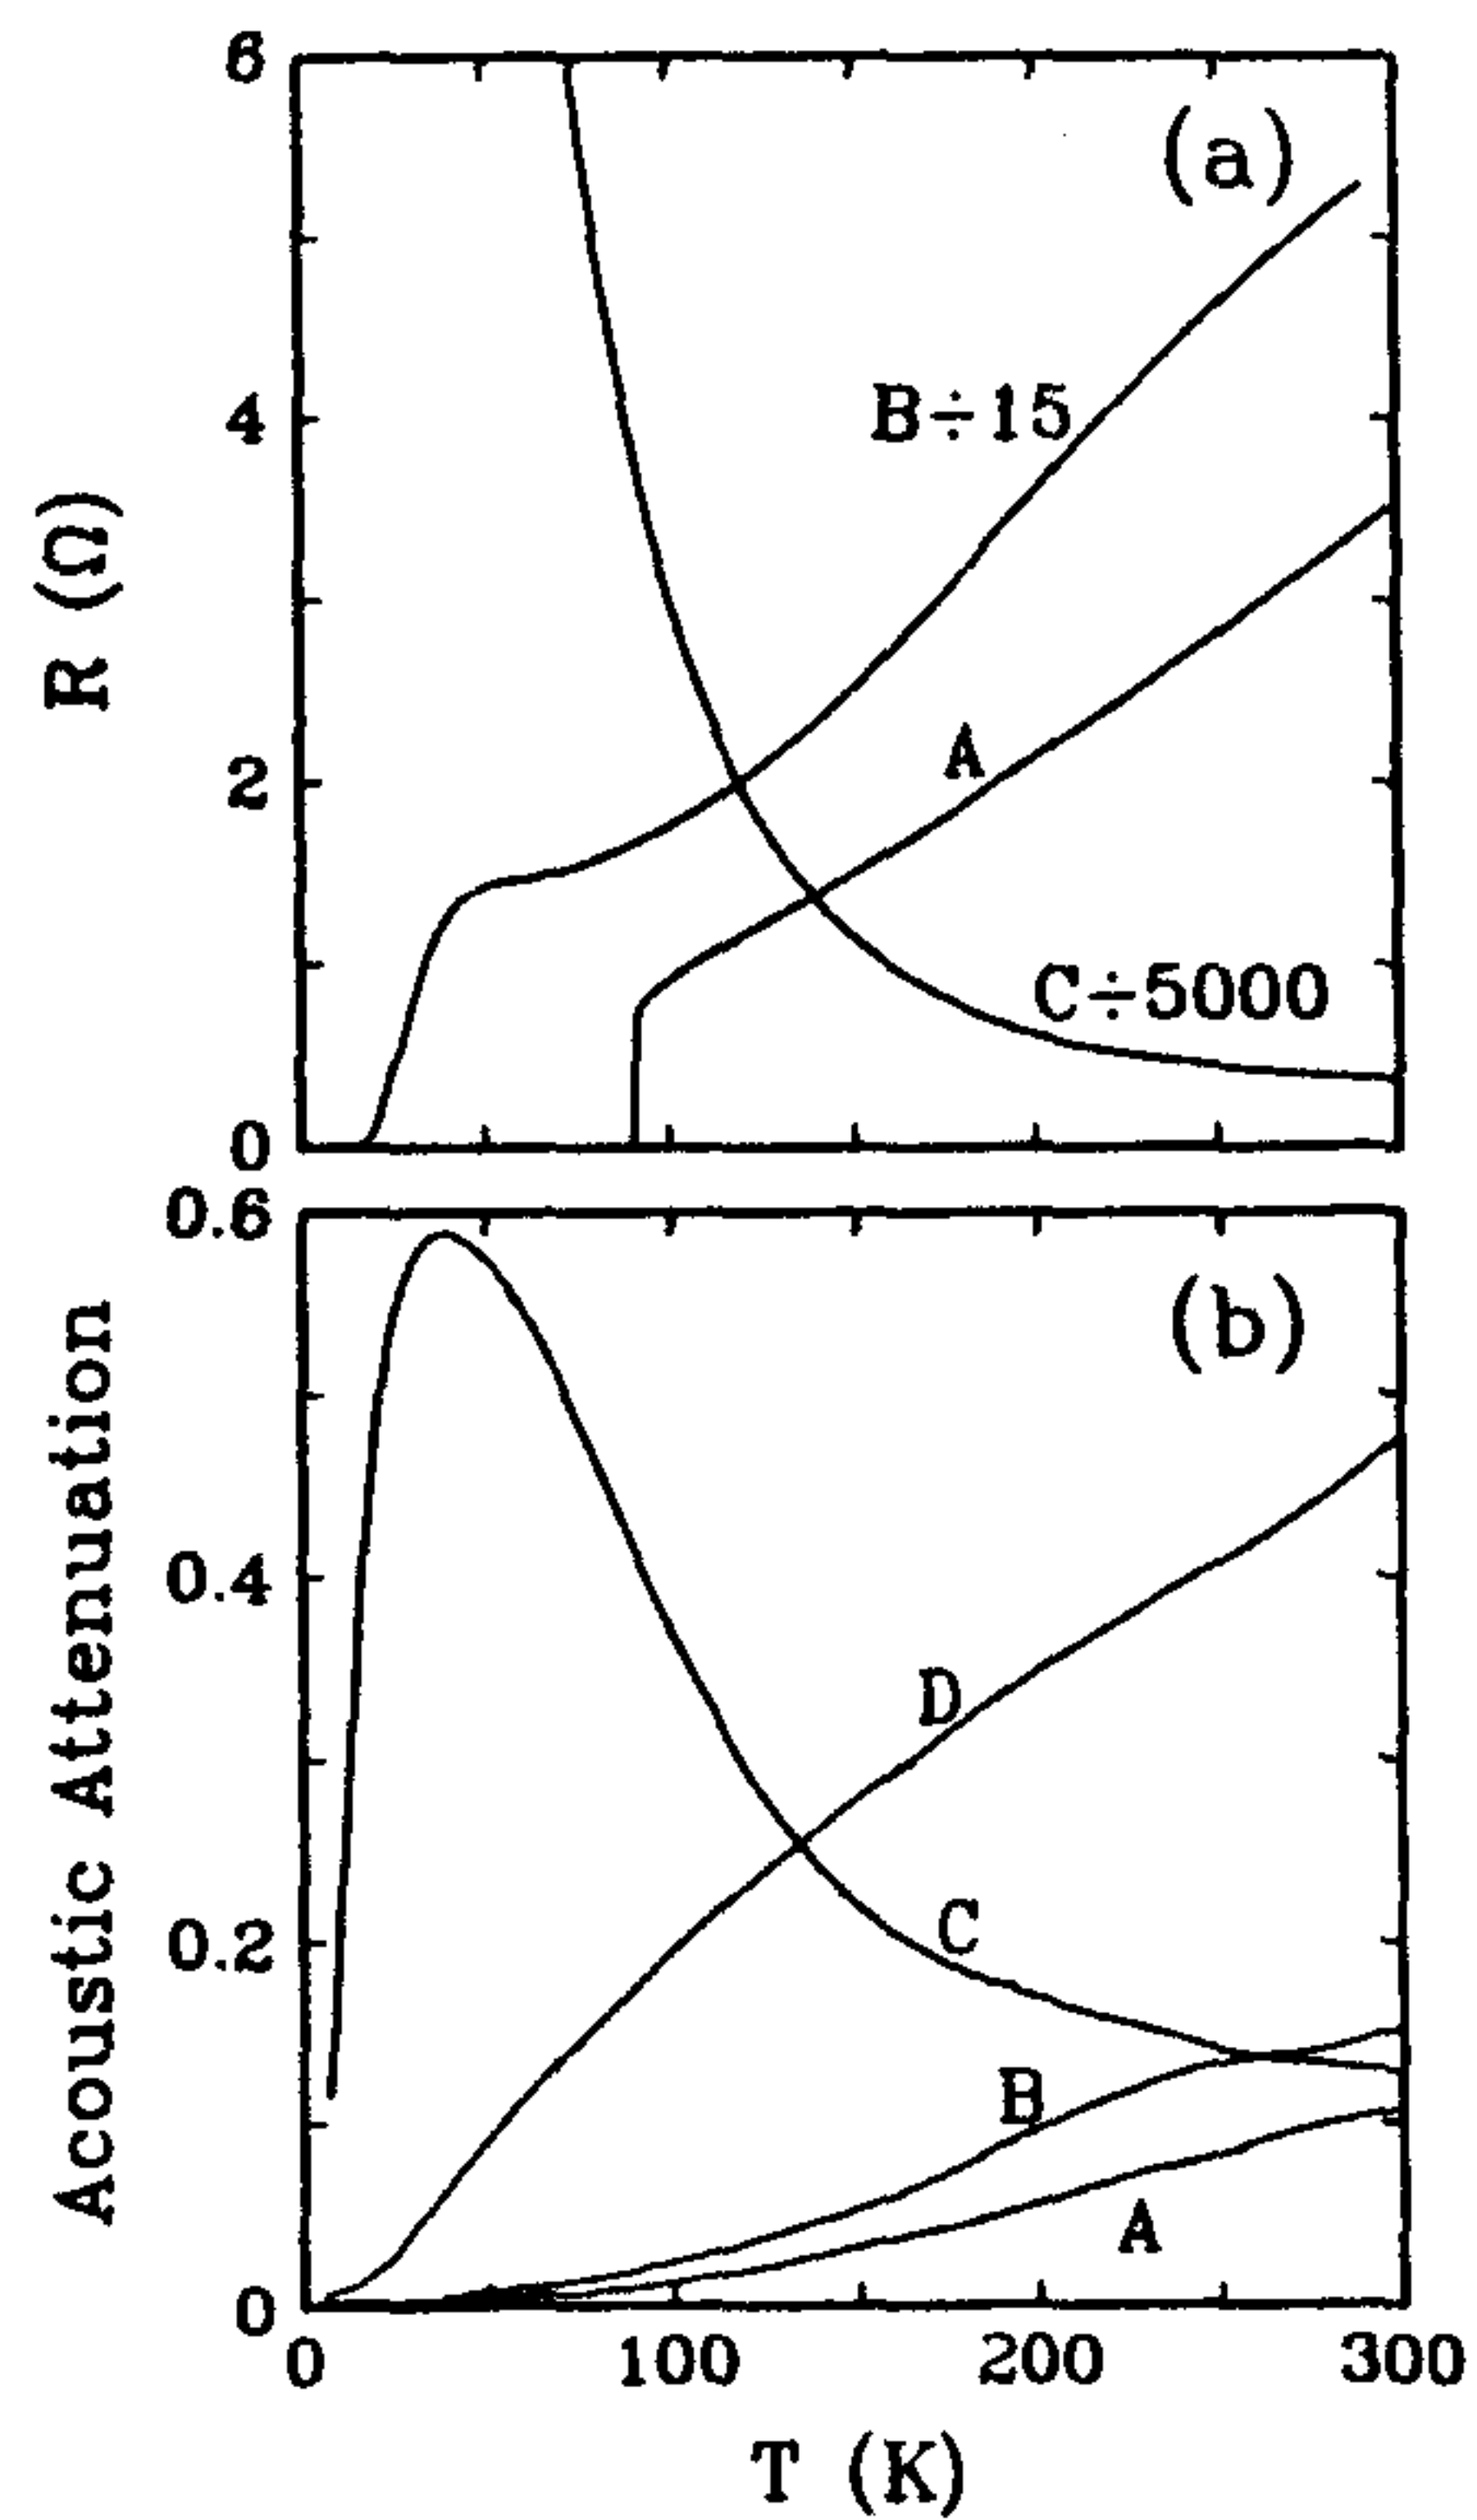 6
(a)
B÷15
4
R (Ω)
A
2
C÷5000
0
0.6
(b)
Acoustic Attenuation
0.4
D
C
0.2
B
A
0
0 100 200 300
T (K)